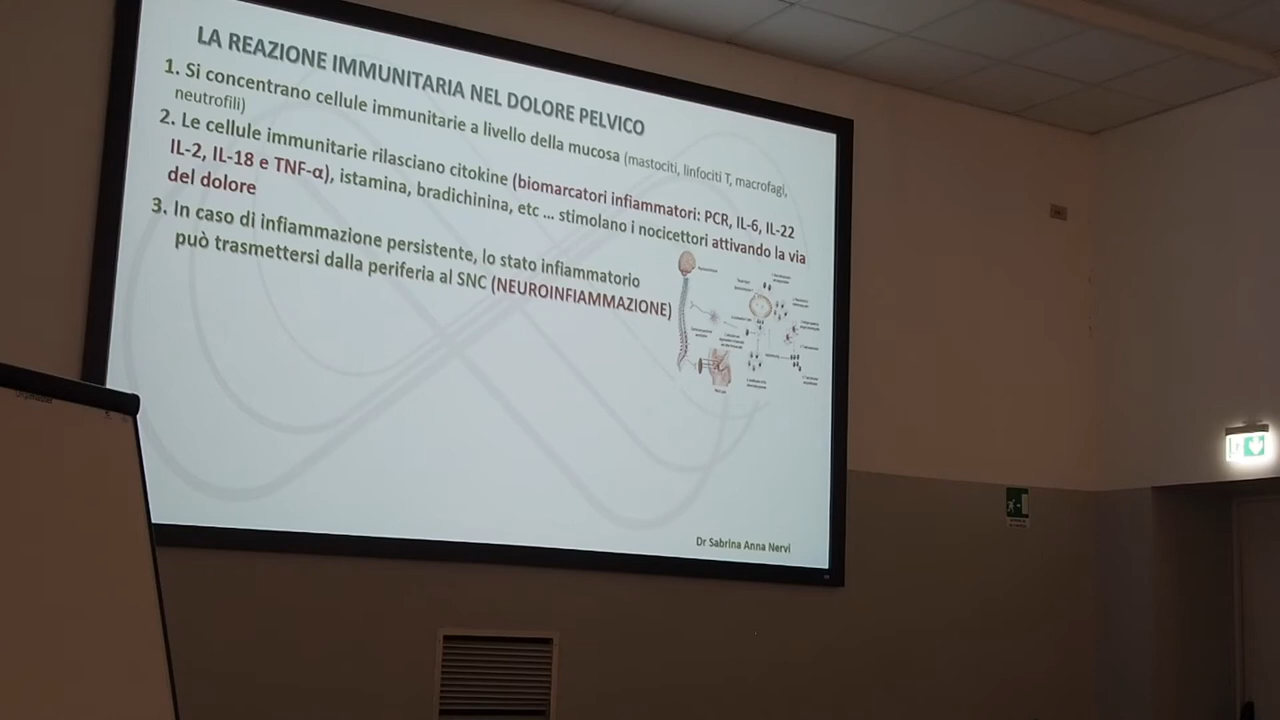 LA REAZIONE IMMUNITARIA NEL DOLORE PELVICO
1. Si concentrano cellule immunitarie a livello della mucosa (mastociti, linfociti T, macrofagi,
neutrofili)
2. Le cellule immunitarie rilasciano citokine (biomarcatori infiammatori: PCR, IL-6, IL-22
IL-2, IL-18 e TNF-α), istamina, bradichinina, etc ... stimolano i nocicettori attivando la via
del dolore
3. In caso di infiammazione persistente, lo stato infiammatorio
può trasmettersi dalla periferia al SNC (NEUROINFIAMMAZIONE)
Dr Sabrina Anna Nervi